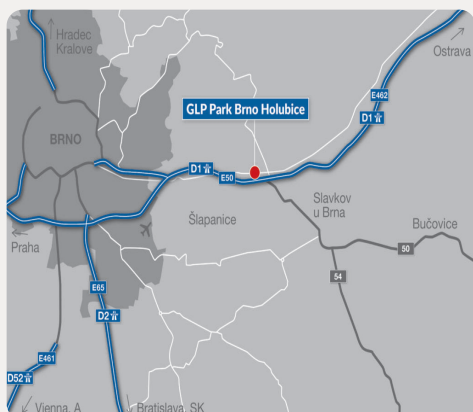 Hradec
Kralove
Ostrava
E462
D1
GLP Park Brno Holubice
BRNO
D1
E50
Slavkov
u Brna
Šlapanice
Bučovice
Praha
50
54
E65
D2
E461
D52
Vienna, A
Bratislava, SK